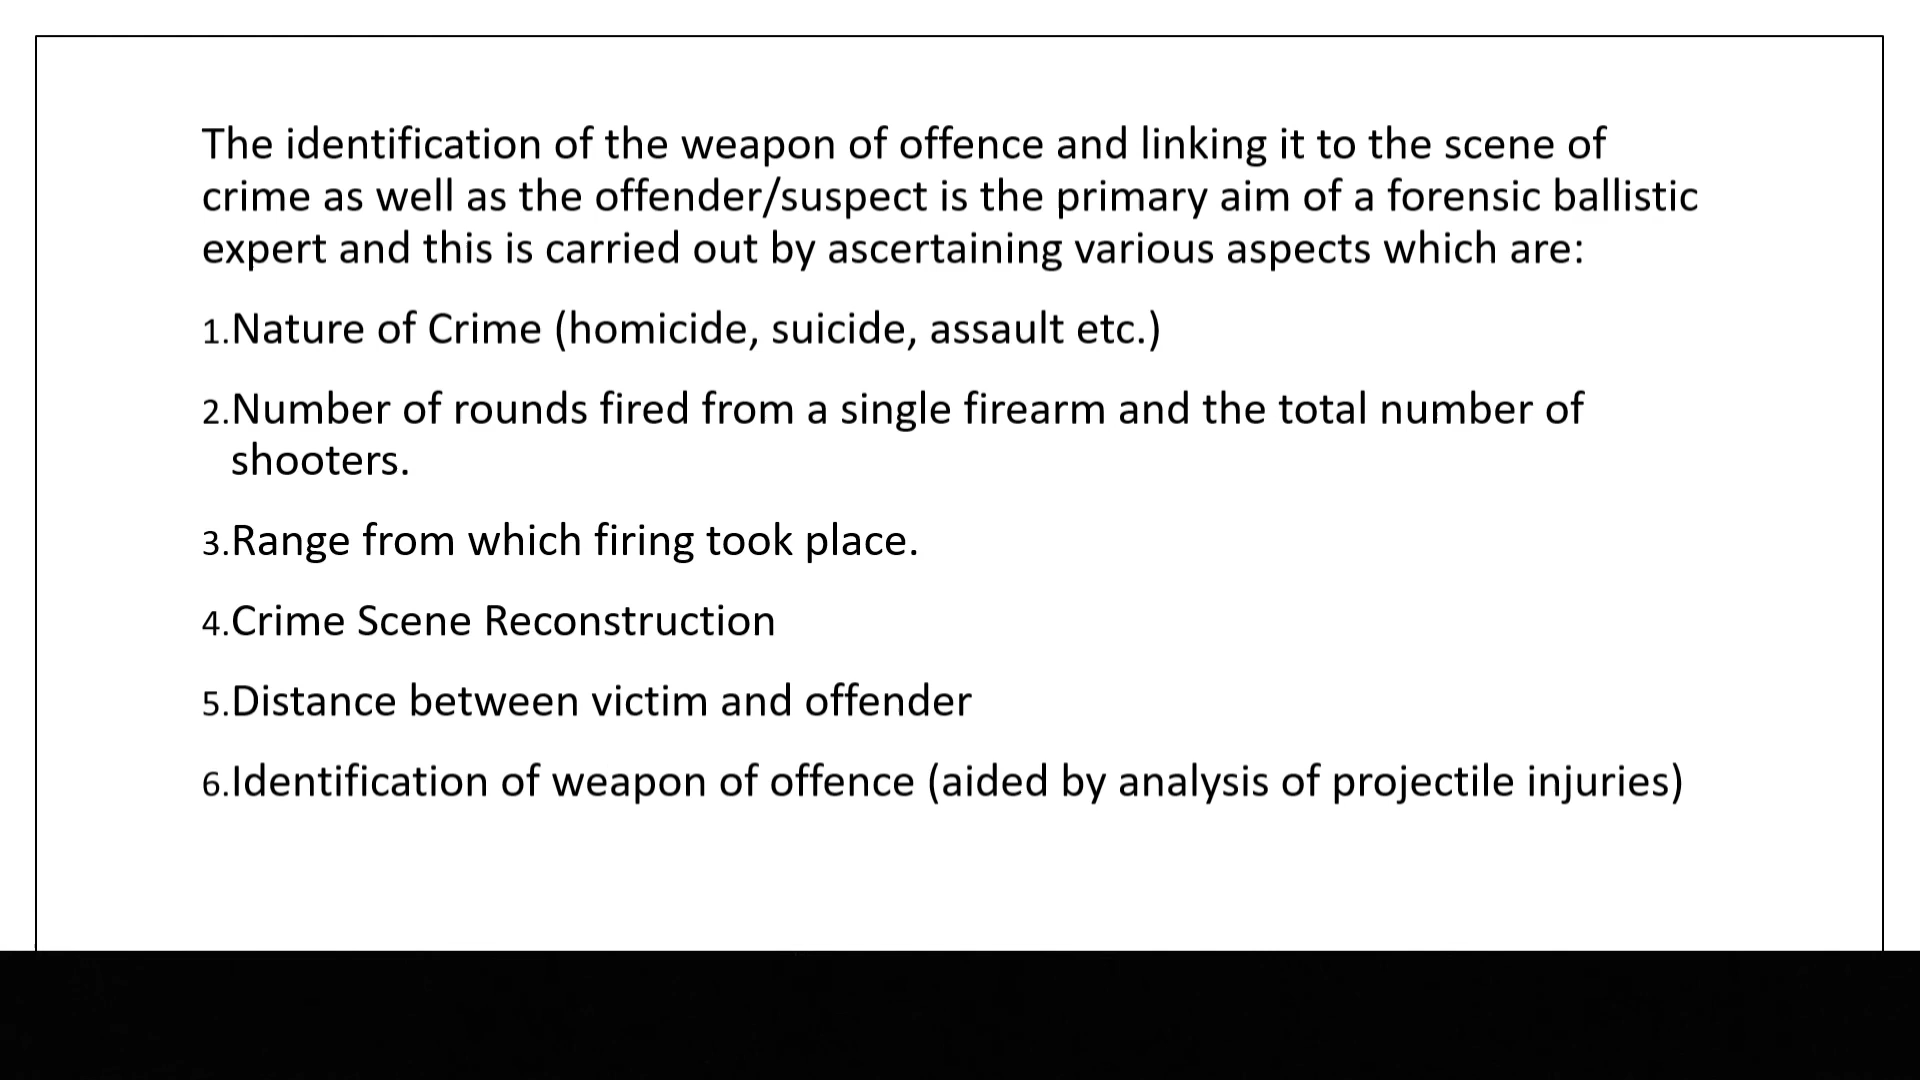 The identification of the weapon of offence and linking it to the scene of
crime as well as the offender/suspect is the primary aim of a forensic ballistic
expert and this is carried out by ascertaining various aspects which are:
1.Nature of Crime (homicide, suicide, assault etc.)
2.Number of rounds fired from a single firearm and the total number of
shooters.
3.Range from which firing took place.
4.Crime Scene Reconstruction
5.Distance between victim and offender
6.Identification of weapon of offence (aided by analysis of projectile injuries)